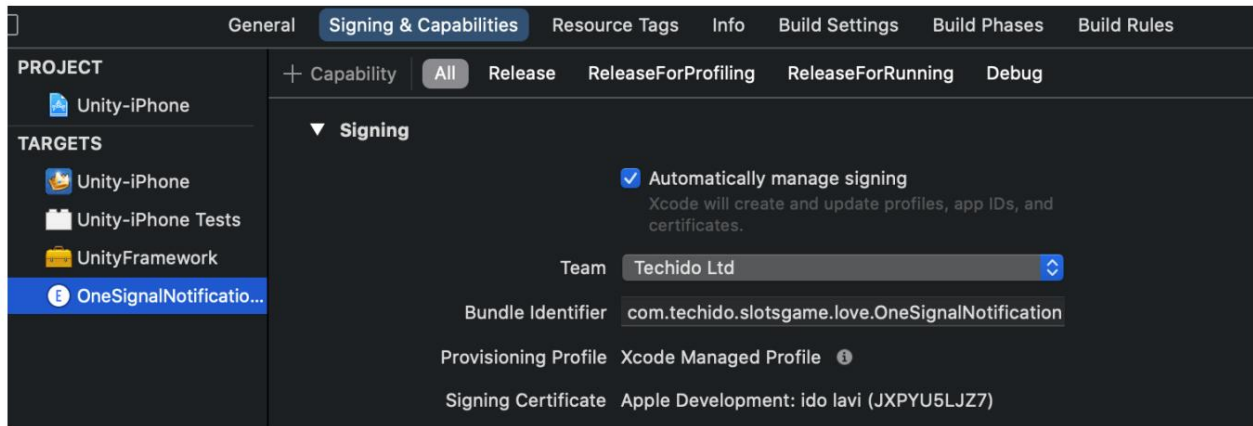 General Signing & Capabilities Resource Tags Info Build Settings Build Phases Build Rules
PROJECT
Unity-iPhone
TARGETS
Unity-iPhone
Unity-iPhone Tests
UnityFramework
E OneSignalNotificatio...
+ Capability All Release ReleaseForProfiling ReleaseForRunning Debug
Signing
Automatically manage signing
Xcode will create and update profiles, app IDs, and
certificates.
Team Techido Ltd
Bundle Identifier com.techido.slotsgame.love.OneSignalNotification
Provisioning Profile Xcode Managed Profile
Signing Certificate Apple Development: ido lavi (JXPYU5LJZ7)